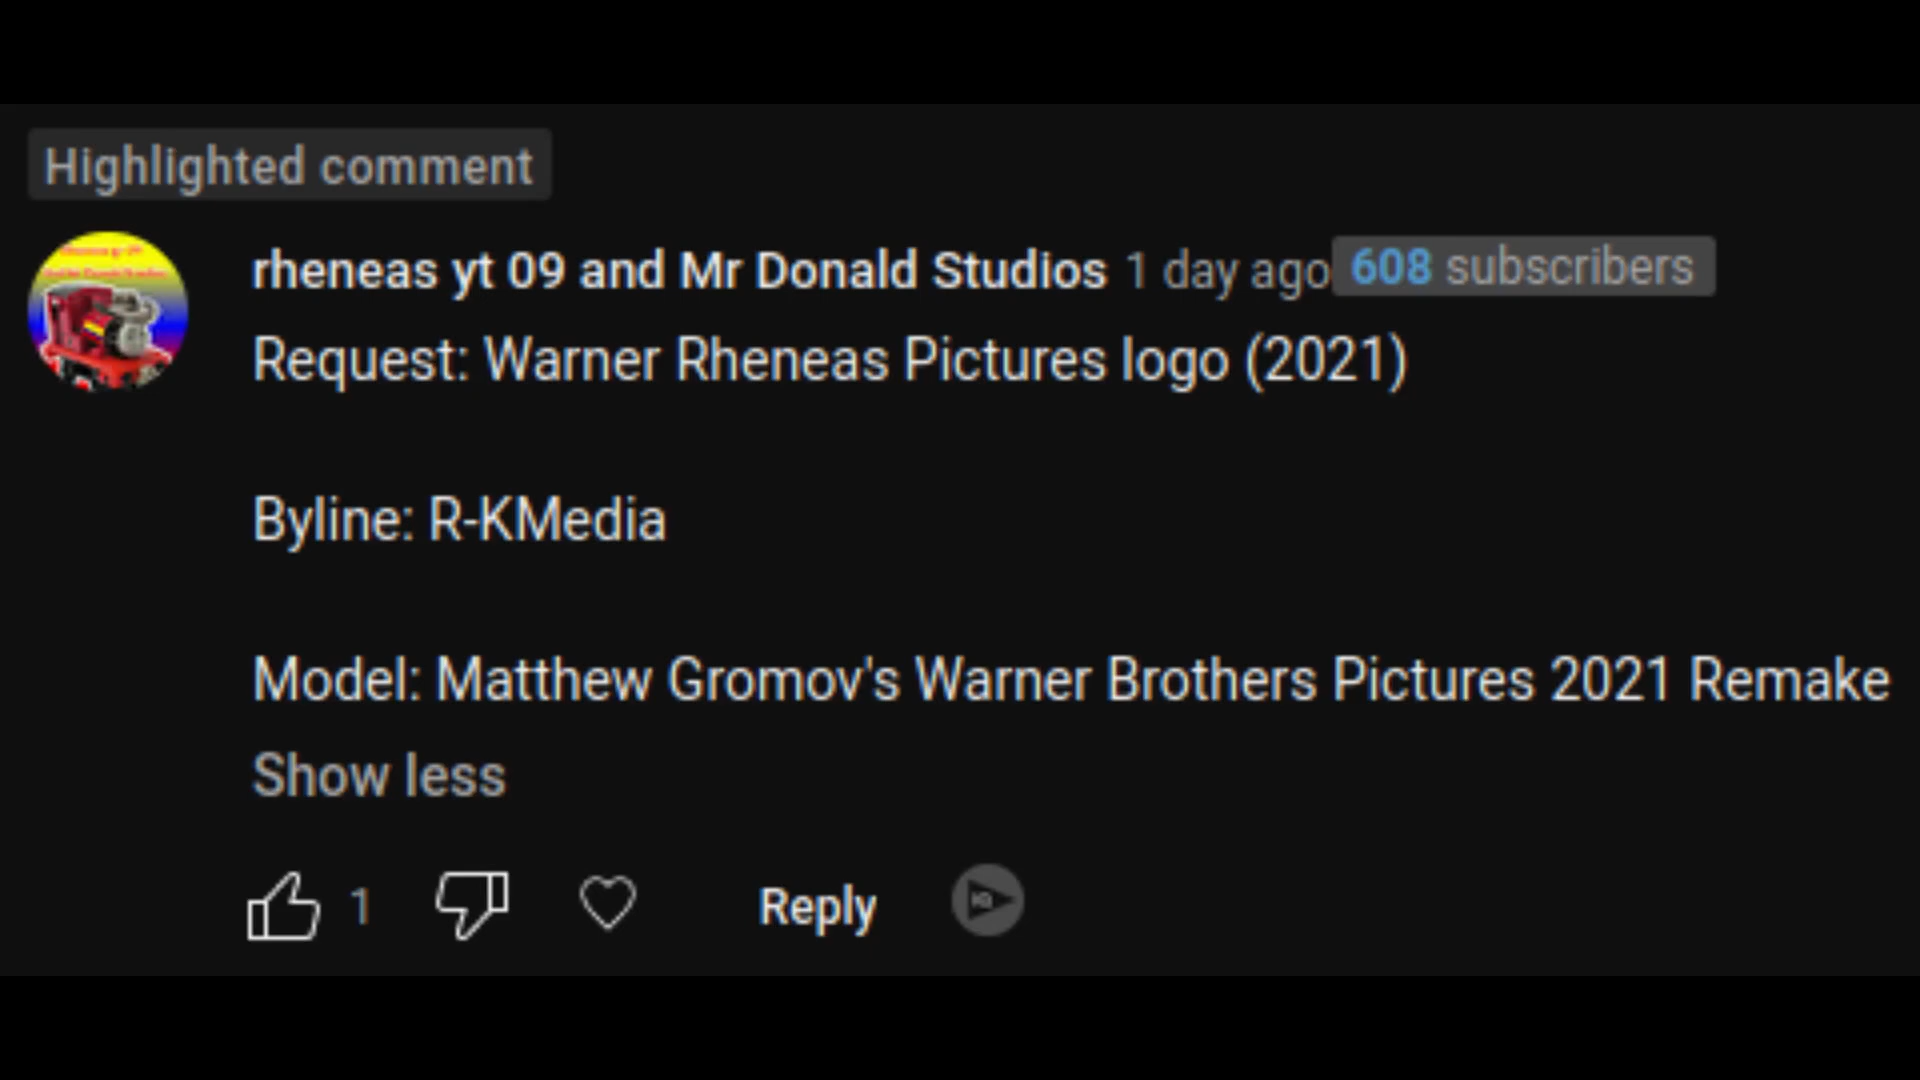 Highlighted comment
rheneas yt 09 and Mr Donald Studios 1 day ago 608 subscribers
Request: Warner Rheneas Pictures logo (2021)
Byline: R-KMedia
Model: Matthew Gromov's Warner Brothers Pictures 2021 Remake
Show less
1 Reply